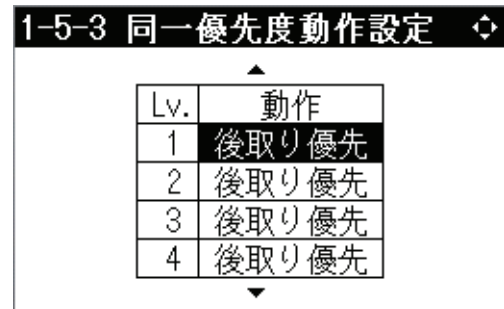 1-5-3 同一優先度動作設定
Lv. 動作
1 後取り優先
2 後取り優先
3 後取り優先
4 後取り優先